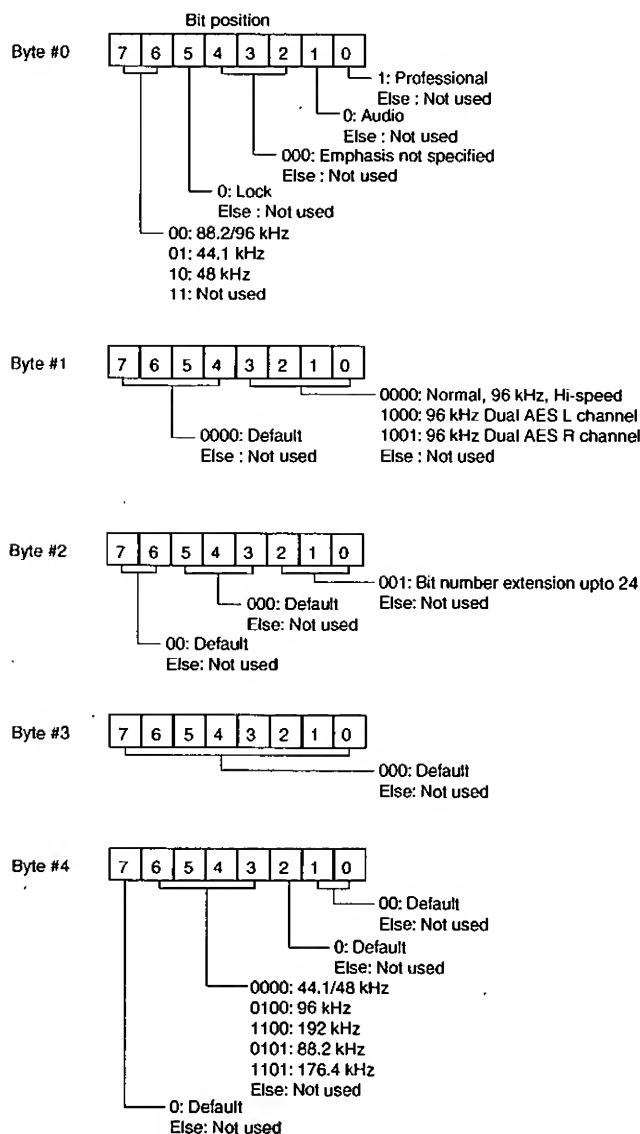 Bit position
Byte #0
7 6 5 4 3 2 1 0
1: Professional
Else : Not used
0: Audio
Else : Not used
000: Emphasis not specified
Else : Not used
0: Lock
Else : Not used
00: 88.2/96 kHz
01: 44.1 kHz
10: 48 kHz
11: Not used
Byte #1
7 6 5 4 3 2 1 0
0000: Normal, 96 kHz, Hi-speed
1000: 96 kHz Dual AES L channel
1001: 96 kHz Dual AES R channel
Else : Not used
0000: Default
Else : Not used
Byte #2
7 6 5 4 3 2 1 0
001: Bit number extension upto 24
Else: Not used
000: Default
Else: Not used
00: Default
Else: Not used
Byte #3
7 6 5 4 3 2 1 0
000: Default
Else: Not used
Byte #4
7 6 5 4 3 2 1 0
00: Default
Else: Not used
0: Default
Else: Not used
0000: 44.1/48 kHz
0100: 96 kHz
1100: 192 kHz
0101: 88.2 kHz
1101: 176.4 kHz
Else: Not used
0: Default
Else: Not used